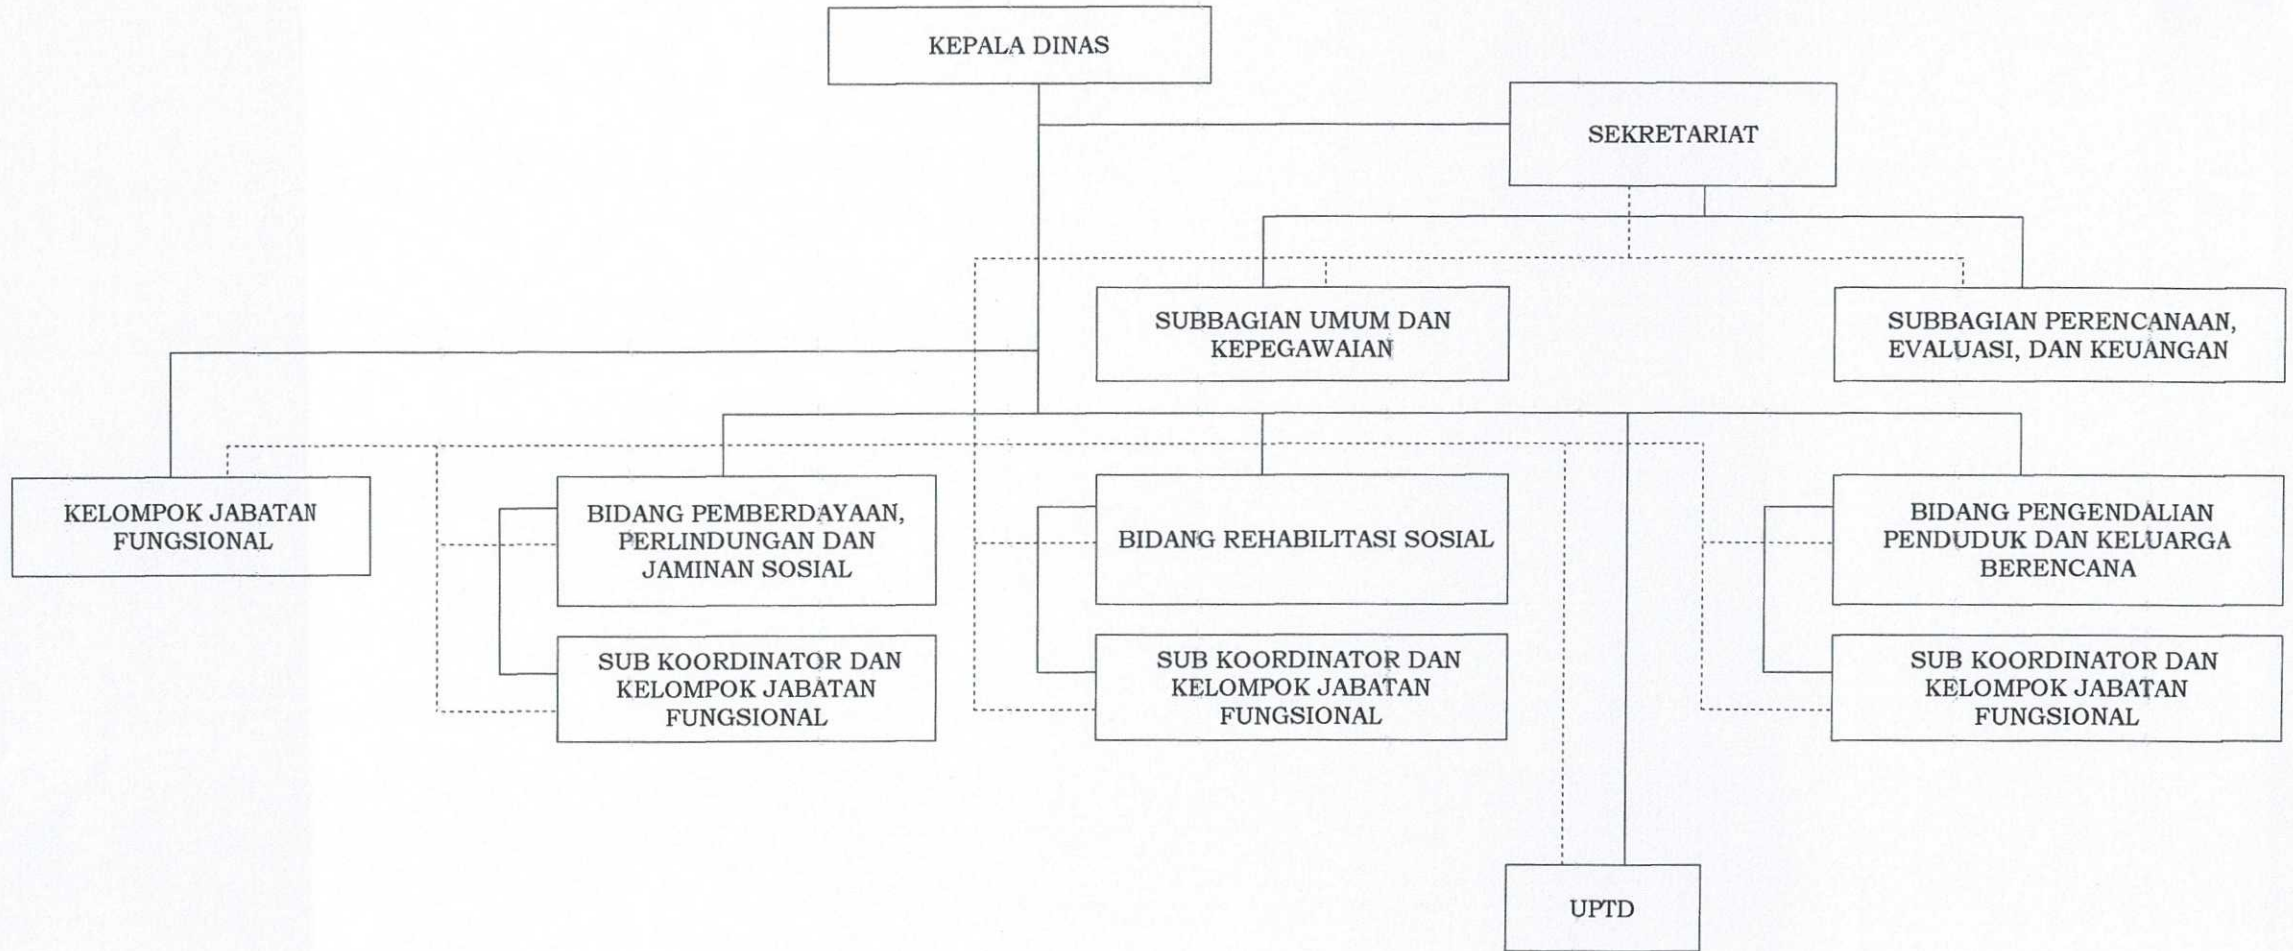 KEPALA DINAS
SEKRETARIAT
SUBBAGIAN UMUM DAN
KEPEGAWAIAN
SUBBAGIAN PERENCANAAN,
EVALUASI, DAN KEUANGAN
KELOMPOK JABATAN
FUNGSIONAL
BIDANG PEMBERDAYAAN,
PERLINDUNGAN DAN
JAMINAN SOSIAL
BIDANG REHABILITASI SOSIAL
BIDANG PENGENDALIAN
PENDUDUK DAN KELUARGA
BERENCANA
SUB KOORDINATOR DAN
KELOMPOK JABATAN
FUNGSIONAL
SUB KOORDINATOR DAN
KELOMPOK JABATAN
FUNGSIONAL
SUB KOORDINATOR DAN
KELOMPOK JABATAN
FUNGSIONAL
UPTD